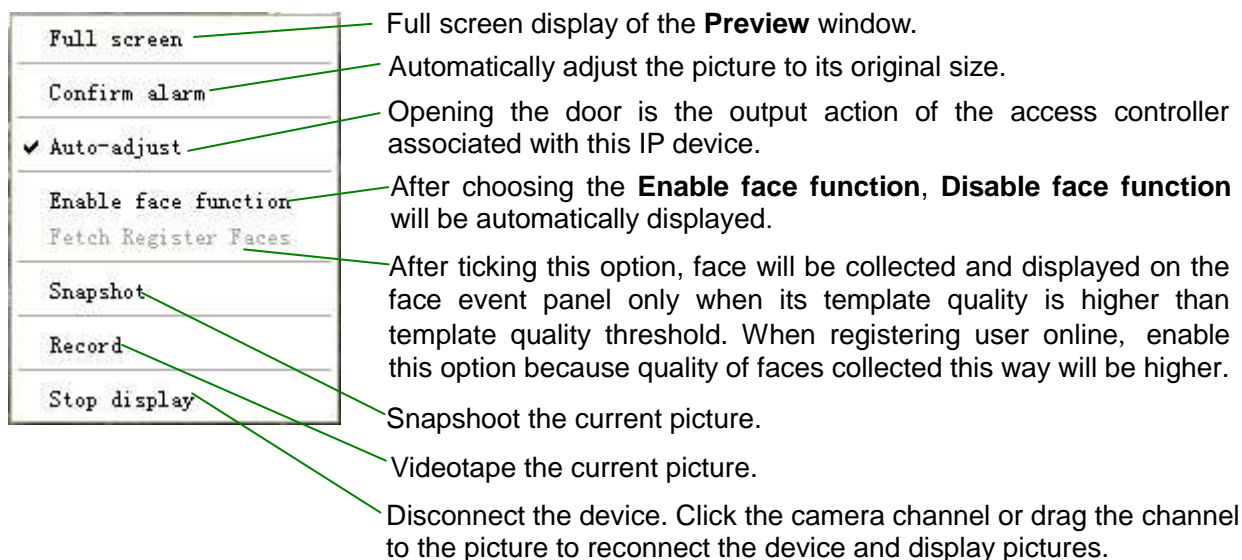 Full screen
Confirm alarm
Auto-adjust
Enable face function
Fetch Register Faces
Snapshot
Record
Stop display
Full screen display of the Preview window.
Automatically adjust the picture to its original size.
Opening the door is the output action of the access controller
associated with this IP device.
After choosing the Enable face function, Disable face function
will be automatically displayed.
After ticking this option, face will be collected and displayed on the
face event panel only when its template quality is higher than
template quality threshold. When registering user online, enable
this option because quality of faces collected this way will be higher.
Snapshoot the current picture.
Videotape the current picture.
Disconnect the device. Click the camera channel or drag the channel
to the picture to reconnect the device and display pictures.